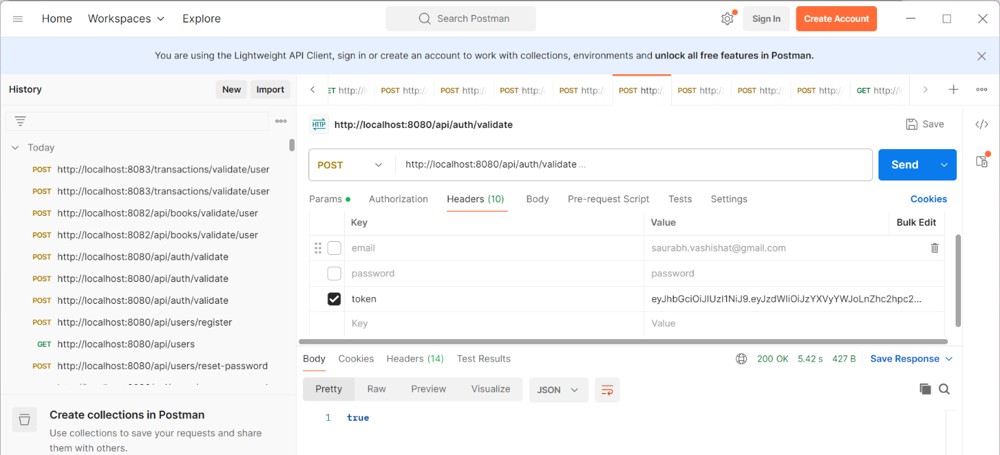 Home Workspaces Explore Search Postman Sign In Create Account
You are using the Lightweight API Client, sign in or create an account to work with collections, environments and unlock all free features in Postman.
History New Import
ET http://l POST http:/ POST http:/ POST http:/ POST http:/ POST http:/ POST http:/ POST http:/ POST http:/ GET http://l
HTTP http://localhost:8080/api/auth/validate Save
Today
POST http://localhost:8083/transactions/validate/user
POST http://localhost:8083/transactions/validate/user
POST http://localhost:8082/api/books/validate/user
POST http://localhost:8082/api/books/validate/user
POST http://localhost:8080/api/auth/validate
POST http://localhost:8080/api/auth/validate
POST http://localhost:8080/api/auth/validate
POST http://localhost:8080/api/users/register
GET http://localhost:8080/api/users
POST http://localhost:8080/api/users/reset-password
Create collections in Postman
Use collections to save your requests and share
them with others.
POST http://localhost:8080/api/auth/validate ... Send
Params Authorization Headers (10) Body Pre-request Script Tests Settings Cookies
Key Value Bulk Edit
email saurabh.vashishat@gmail.com
password password
token eyJhbGciOiJIUzI1NiJ9.eyJzdWIiOiJzYXVyYWJoLnZhc2hpc2...
Key Value
Body Cookies Headers (14) Test Results 200 OK 5.42 s 427 B Save Response
Pretty Raw Preview Visualize JSON
1 true